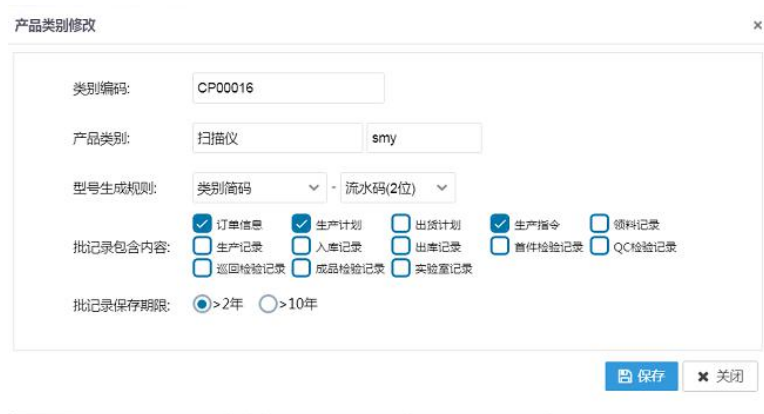 产品类别修改 ×
类别编码: CP00016
产品类别: 扫描仪 smy
型号生成规则: 类别简码 - 流水码(2位)
订单信息 生产计划 出货计划 生产指令 领料记录
批记录包含内容: 生产记录 入库记录 出库记录 首件检验记录 QC检验记录
巡回检验记录 成品检验记录 实验室记录
批记录保存期限: >2年 >10年
保存 关闭